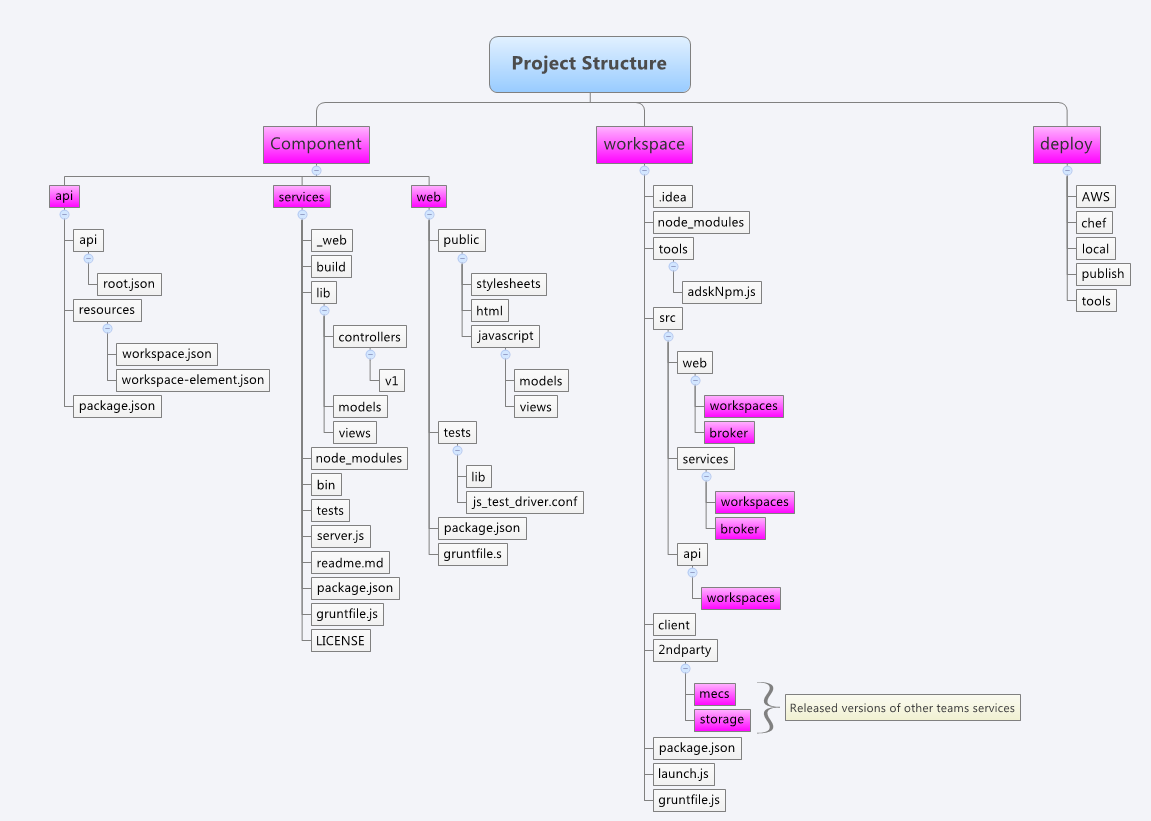 Project Structure
Component
api
api
root.json
resources
workspace.json
workspace-element.json
package.json
services
_web
build
lib
controllers
v1
models
views
node_modules
bin
tests
server.js
readme.md
package.json
gruntfile.js
LICENSE
web
public
stylesheets
html
javascript
models
views
tests
lib
js_test_driver.conf
package.json
gruntfile.s
workspace
.idea
node_modules
tools
adskNpm.js
src
web
workspaces
broker
services
workspaces
broker
api
workspaces
client
2ndparty
mecs
storage
Released versions of other teams services
package.json
launch.js
gruntfile.js
deploy
AWS
chef
local
publish
tools